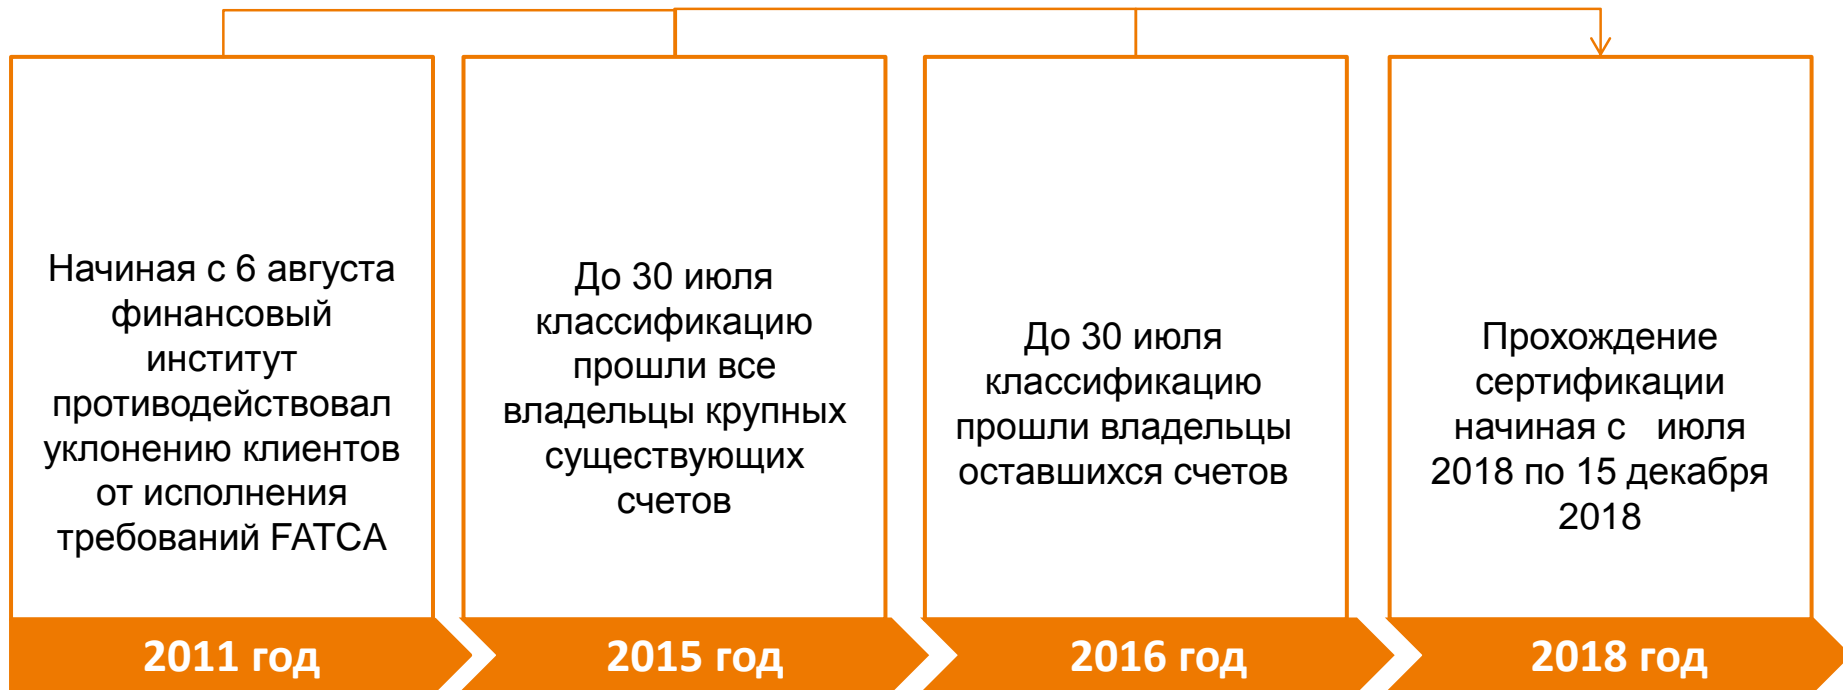 Начиная с 6 августа
финансовый
институт
противодействовал
уклонению клиентов
от исполнения
требований FATCA
2011 год
До 30 июля
классификацию
прошли все
владельцы крупных
существующих
счетов
2015 год
До 30 июля
классификацию
прошли владельцы
оставшихся счетов
2016 год
Прохождение
сертификации
начиная с   июля
2018 по 15 декабря
2018
2018 год